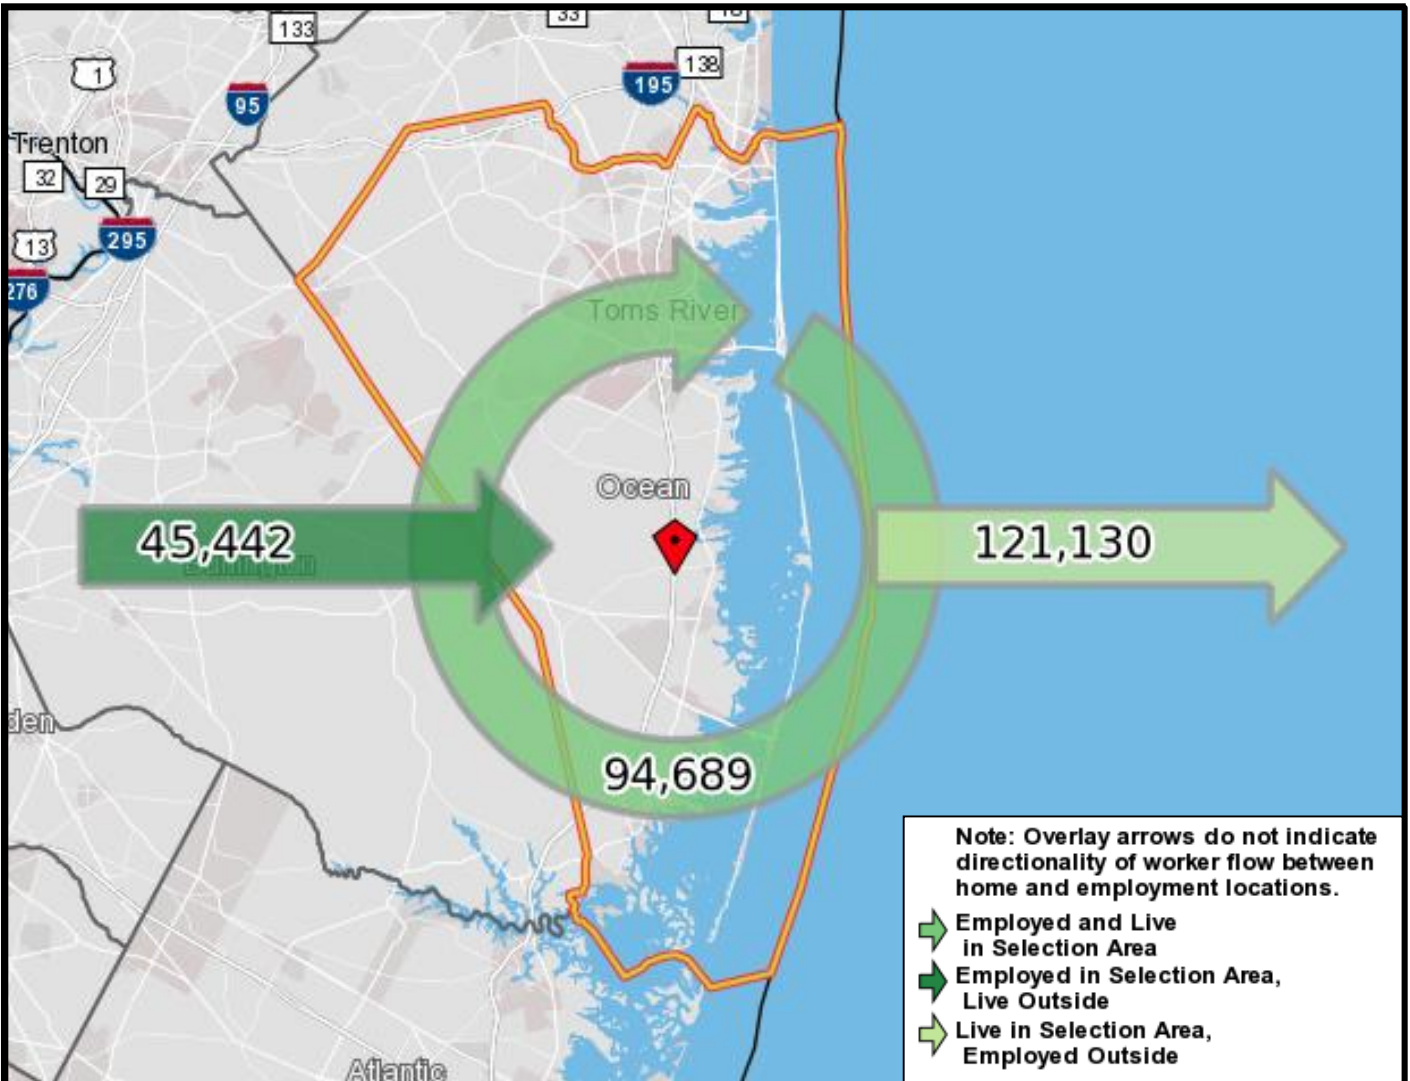 133
33
18
1
195
138
95
Trenton
32
29
13
295
276
Toms River
Ocean
45,442
121,130
den
94,689
Note: Overlay arrows do not indicate
directionality of worker flow between
home and employment locations.
Employed and Live
in Selection Area
Employed in Selection Area,
Live Outside
Live in Selection Area,
Employed Outside
Atlantic